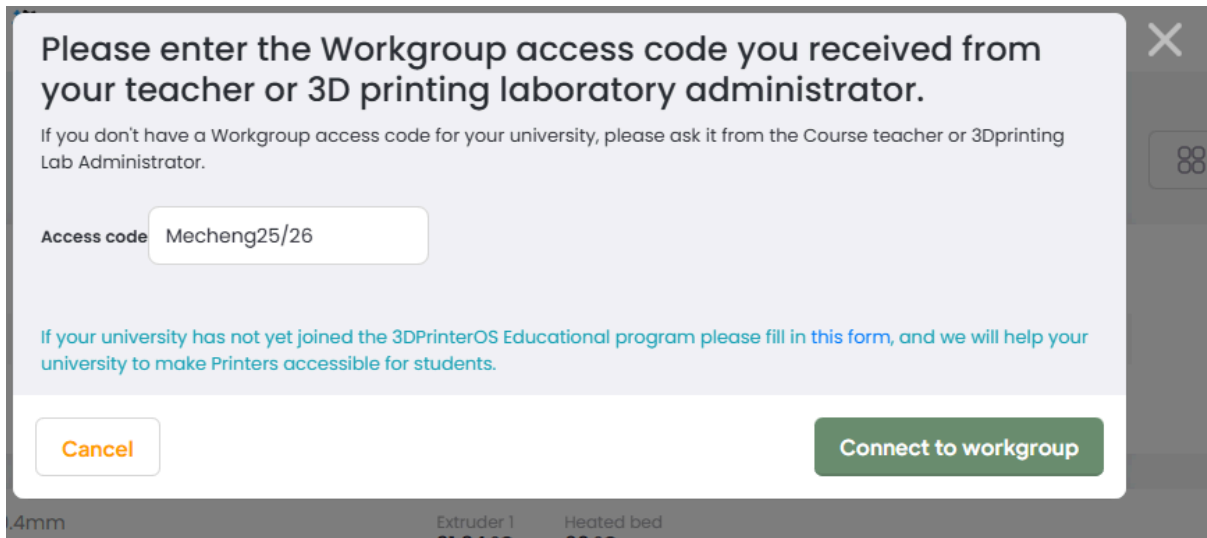 Please enter the Workgroup access code you received from
your teacher or 3D printing laboratory administrator.
If you don't have a Workgroup access code for your university, please ask it from the Course teacher or 3Dprinting
Lab Administrator.
Access code Mecheng25/26
If your university has not yet joined the 3DPrinterOS Educational program please fill in this form, and we will help your
university to make Printers accessible for students.
Cancel Connect to workgroup
.4mm Extruder 1 Heated bed